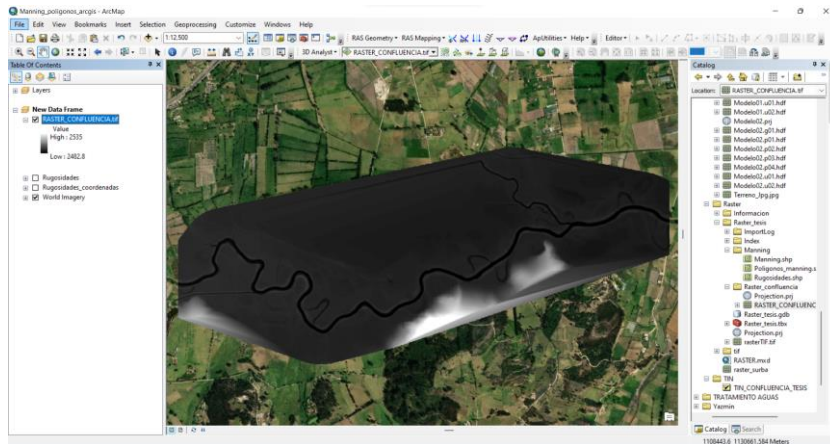 Manning_poligonos_arcgis - ArcMap
File Edit View Bookmarks Insert Selection Geoprocessing Customize Windows Help
1:12.500 RAS Geometry RAS Mapping ApUtilities Help Editor
3D Analyst RASTER_CONFLUENCIA.tif
Table Of Contents
Layers
New Data Frame
RASTER_CONFLUENCIA.tif
Value
High : 2535
Low : 2482.8
Rugosidades
Rugosidades_coordenadas
World Imagery
Catalog
Location: RASTER_CONFLUENCIA.tif
Modelo01.u01.hdf
Modelo01.u02.hdf
Modelo02.prj
Modelo02.g01.hdf
Modelo02.p01.hdf
Modelo02.p02.hdf
Modelo02.p03.hdf
Modelo02.p04.hdf
Modelo02.u01.hdf
Modelo02.u02.hdf
Terreno_Jpg.jpg
Raster
Informacion
Raster_tesis
ImportLog
Index
Manning
Manning.shp
Poligonos_manning.s
Rugosidades.shp
Raster_confluencia
Projection.prj
RASTER_CONFLUENC
Raster_tesis.gdb
Raster_tesis.tbx
Projection.prj
rasterTIF.tif
tif
RASTER.mxd
raster_surba
TIN
TIN_CONFLUENCIA_TESIS
TRATAMIENTO AGUAS
Yazmin
Catalog Search
1108443.6 1130661.584 Meters